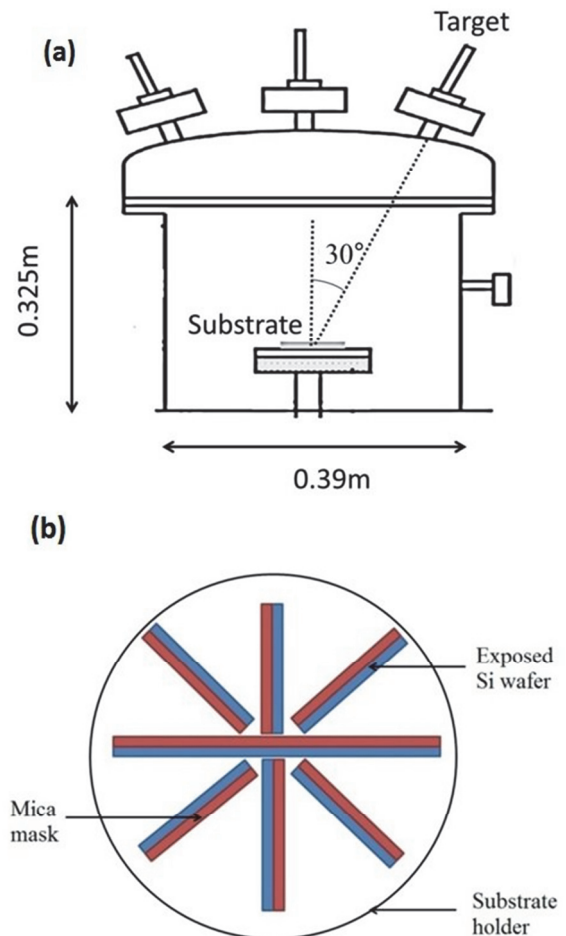 (a)
Target
0.325m
30°
Substrate
0.39m
(b)
Exposed
Si wafer
Mica
mask
Substrate
holder